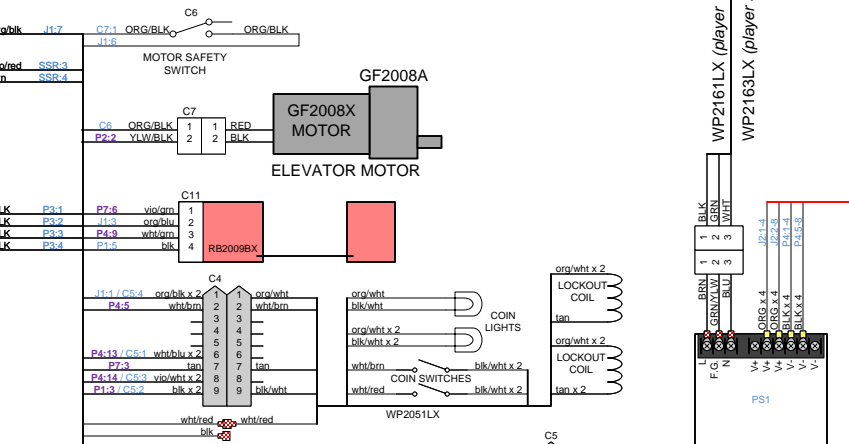 C6
rg/blk J1:7 C7:1 ORG/BLK ORG/BLK
J1:6
MOTOR SAFETY
SWITCH
o/red SSR:3
n SSR:4
GF2008A
C7
GF2008X
MOTOR
C6 ORG/BLK 1 1 RED
P2:2 YLW/BLK 2 2 BLK
ELEVATOR MOTOR
C11
LK P3:1 P7:6 vio/grn 1
LK P3:2 J1:3 org/blu 2
LK P3:3 P4:9 wht/grn 3
LK P3:4 P1:5 blk 4
RB2009BX
C4
J1:1 / C5:4 org/blk x 2 1 1 org/wht
P4:5 wht/brn 2 2 wht/brn
3 3
4 4
5 5
P4:13 / C5:1 wht/blu x 2 6 6
P7:3 tan 7 7 tan
P4:14 / C5:3 vio/wht x 2 8 8
P1:3 / C5:2 blk x 2 9 9 blk/wht
wht/red wht/red
blk
org/wht
blk/wht
COIN
LIGHTS
org/wht x 2
blk/wht x 2
wht/brn blk/wht x 2
COIN SWITCHES
wht/red blk/wht x 2
WP2051LX
org/wht x 2
LOCKOUT
COIL
tan
org/wht x 2
LOCKOUT
COIL
tan x 2
C5
WP2161LX (player
WP2163LX (player
BLK
GRN
WHT
1 2 3
1 2 3
BRN
GRN/YLW
BLU
J2:1-4
J2:2-8
P4:1-4
P4:5-8
ORG x 4
ORG x 4
BLK x 4
BLK x 4
L
F.G.
N
V+
V+
V+
V-
V-
V-
PS1